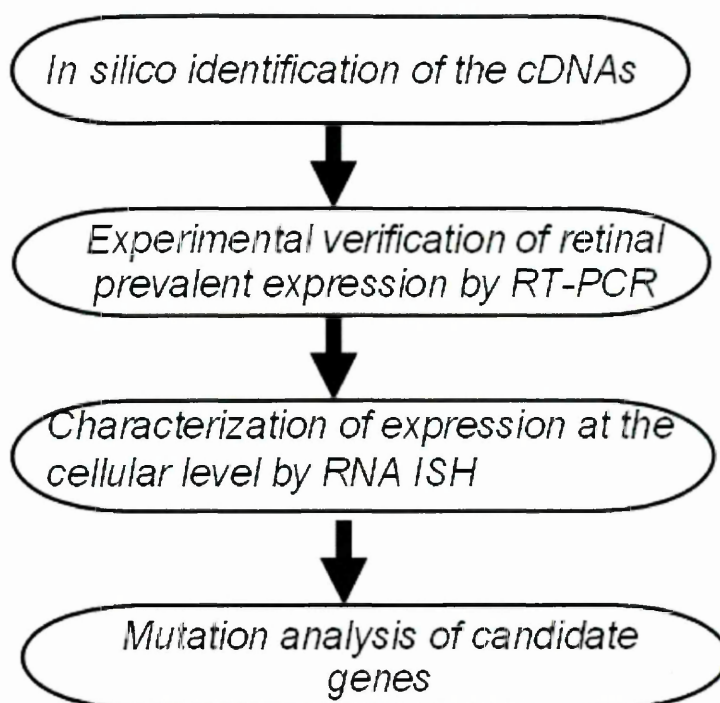 In silico identification of the cDNAs
Experimental verification of retinal
prevalent expression by RT-PCR
Characterization of expression at the
cellular level by RNA ISH
Mutation analysis of candidate
genes